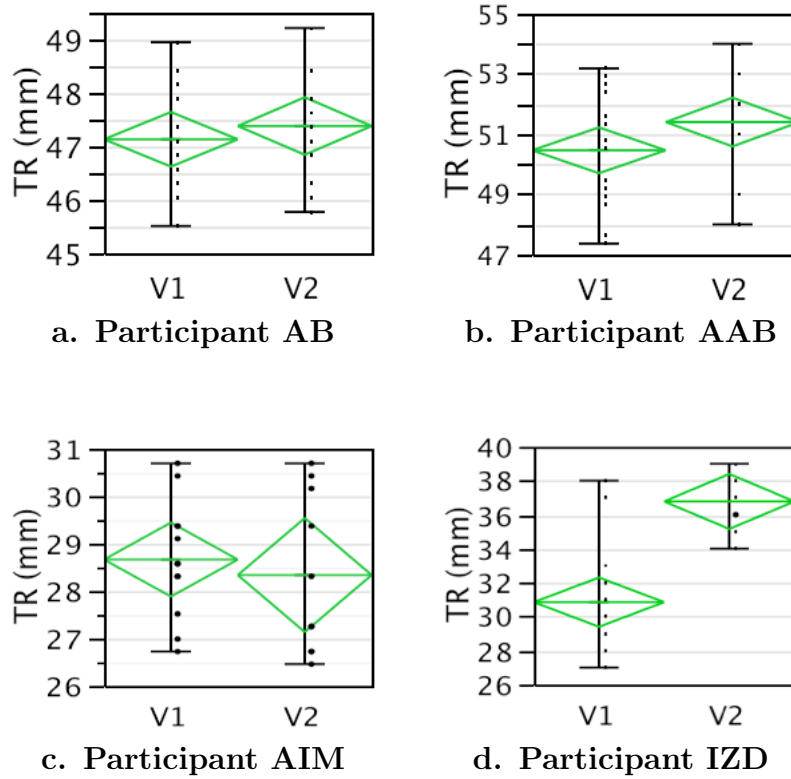 TR (mm)
49
48
47
46
45
V1 V2
a. Participant AB
TR (mm)
55
53
51
49
47
V1 V2
b. Participant AAB
TR (mm)
31
30
29
28
27
26
V1 V2
c. Participant AIM
TR (mm)
40
38
36
34
32
30
28
26
V1 V2
d. Participant IZD